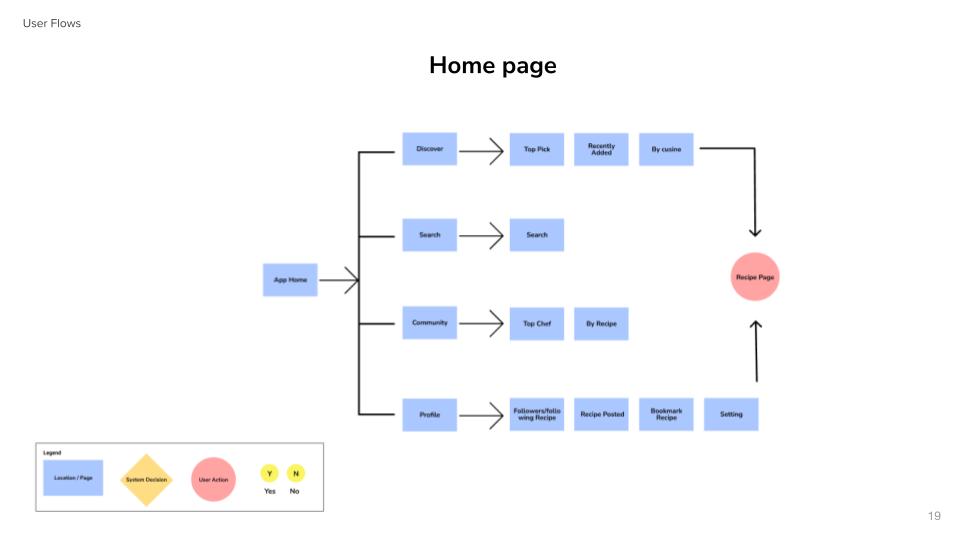 User Flows
Home page
Discover
Top Pick
Recently
Added
By cusine
Search
Search
App Home
Recipe Page
Community
Top Chef
By Recipe
Profile
Followers/follo
wing Recipe
Recipe Posted
Bookmark
Recipe
Setting
Legend
Location / Page
System Decision
User Action
Y
N
Yes
No
19